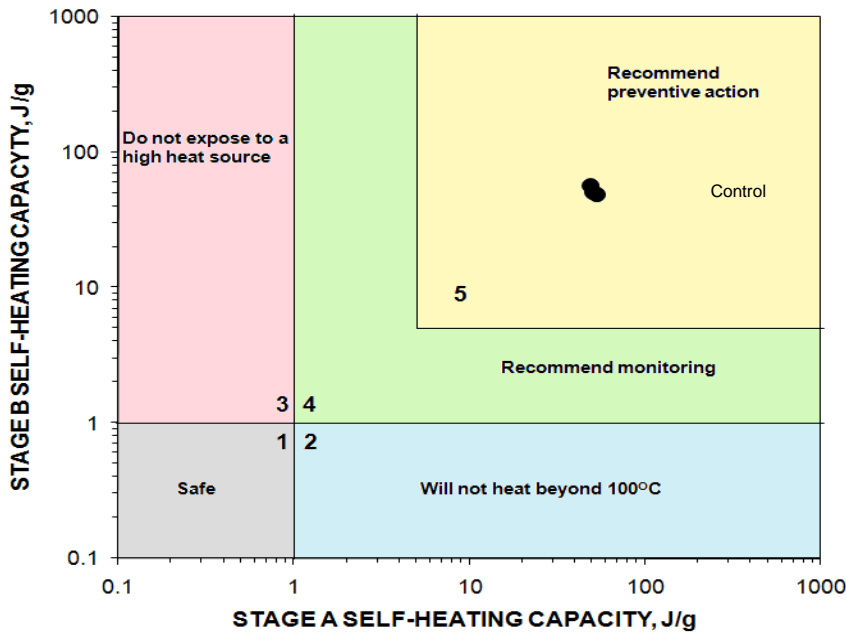 1000
100
10
1
0.1
STAGE B SELF-HEATING CAPACYTY, J/g
Recommend
preventive action
Do not expose to a
high heat source
Control
5
Recommend monitoring
3 4
1 2
Safe
Will not heat beyond 100°C
0.1 1 10 100 1000
STAGE A SELF-HEATING CAPACITY, J/g